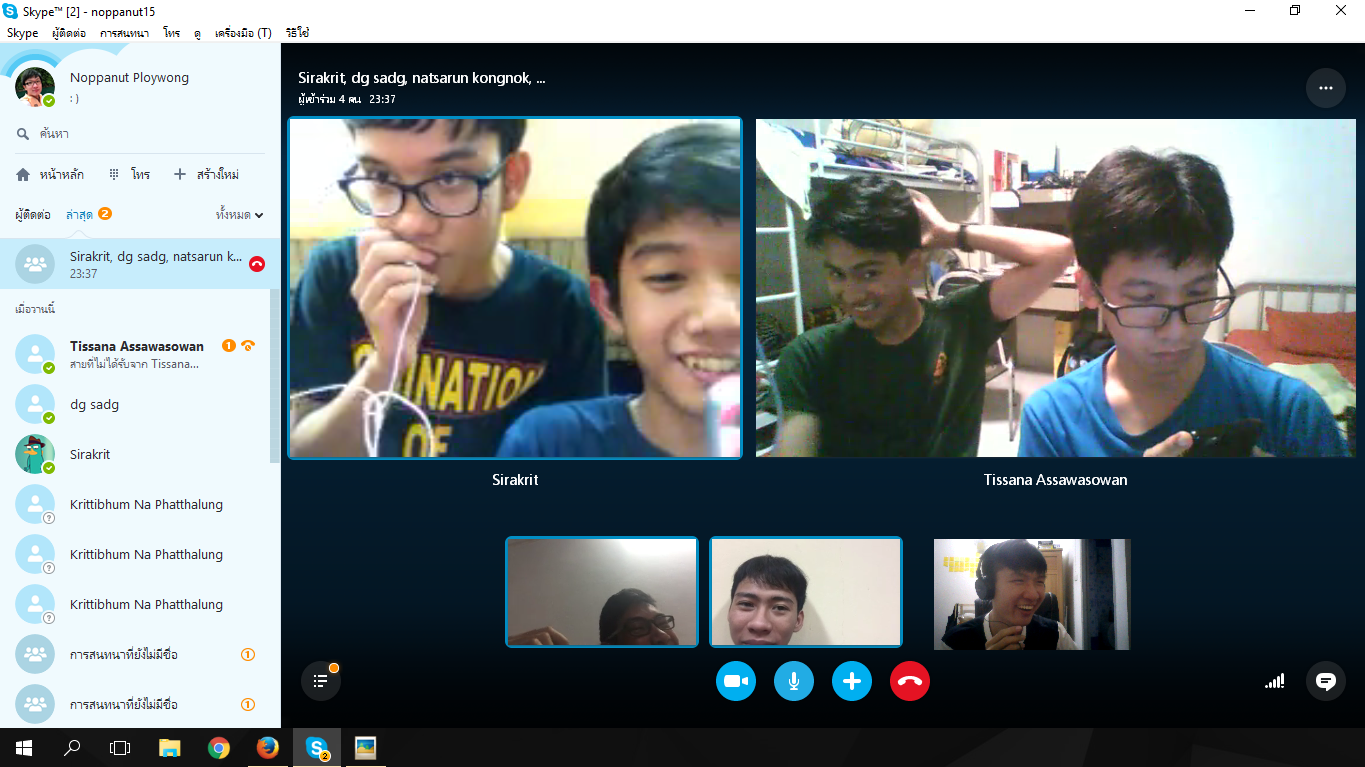 Skype™ [2] - noppanut15
Skype ผู้ติดต่อ การสนทนา โทร ดู เครื่องมือ (T) วิธีใช้
Noppanut Ploywong
: )
ค้นหา
หน้าหลัก โทร สร้างใหม่
ผู้ติดต่อ ล่าสุด 2 ทั้งหมด
Sirakrit, dg sadg, natsarun k...
23:37
เมื่อวานนี้
Tissana Assawasowan 1
สายที่ไม่ได้รับจาก Tissana...
dg sadg
Sirakrit
Krittibhum Na Phatthalung
Krittibhum Na Phatthalung
Krittibhum Na Phatthalung
การสนทนาที่ยังไม่มีชื่อ 1
การสนทนาที่ยังไม่มีชื่อ 1
Sirakrit, dg sadg, natsarun kongnok, ...
ผู้เข้าร่วม 4 คน 23:37
INATION
OF
Sirakrit
Tissana Assawasowan
2